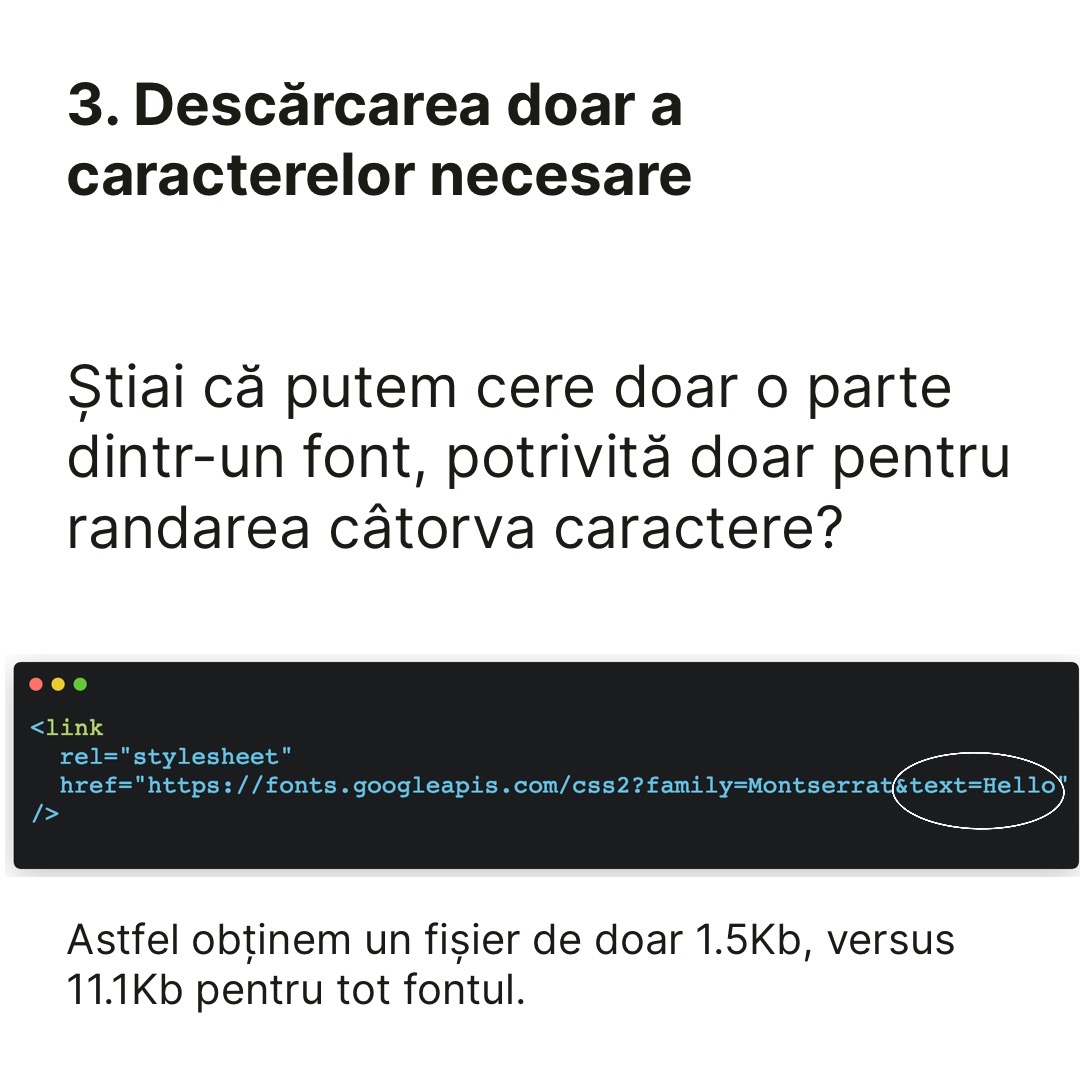 3. Descărcarea doar a
caracterelor necesare
Știai că putem cere doar o parte
dintr-un font, potrivită doar pentru
randarea câtorva caractere?
<link
rel="stylesheet"
href="https://fonts.googleapis.com/css2?family=Montserrat&text=Hello"
/>
Astfel obținem un fișier de doar 1.5Kb, versus
11.1Kb pentru tot fontul.